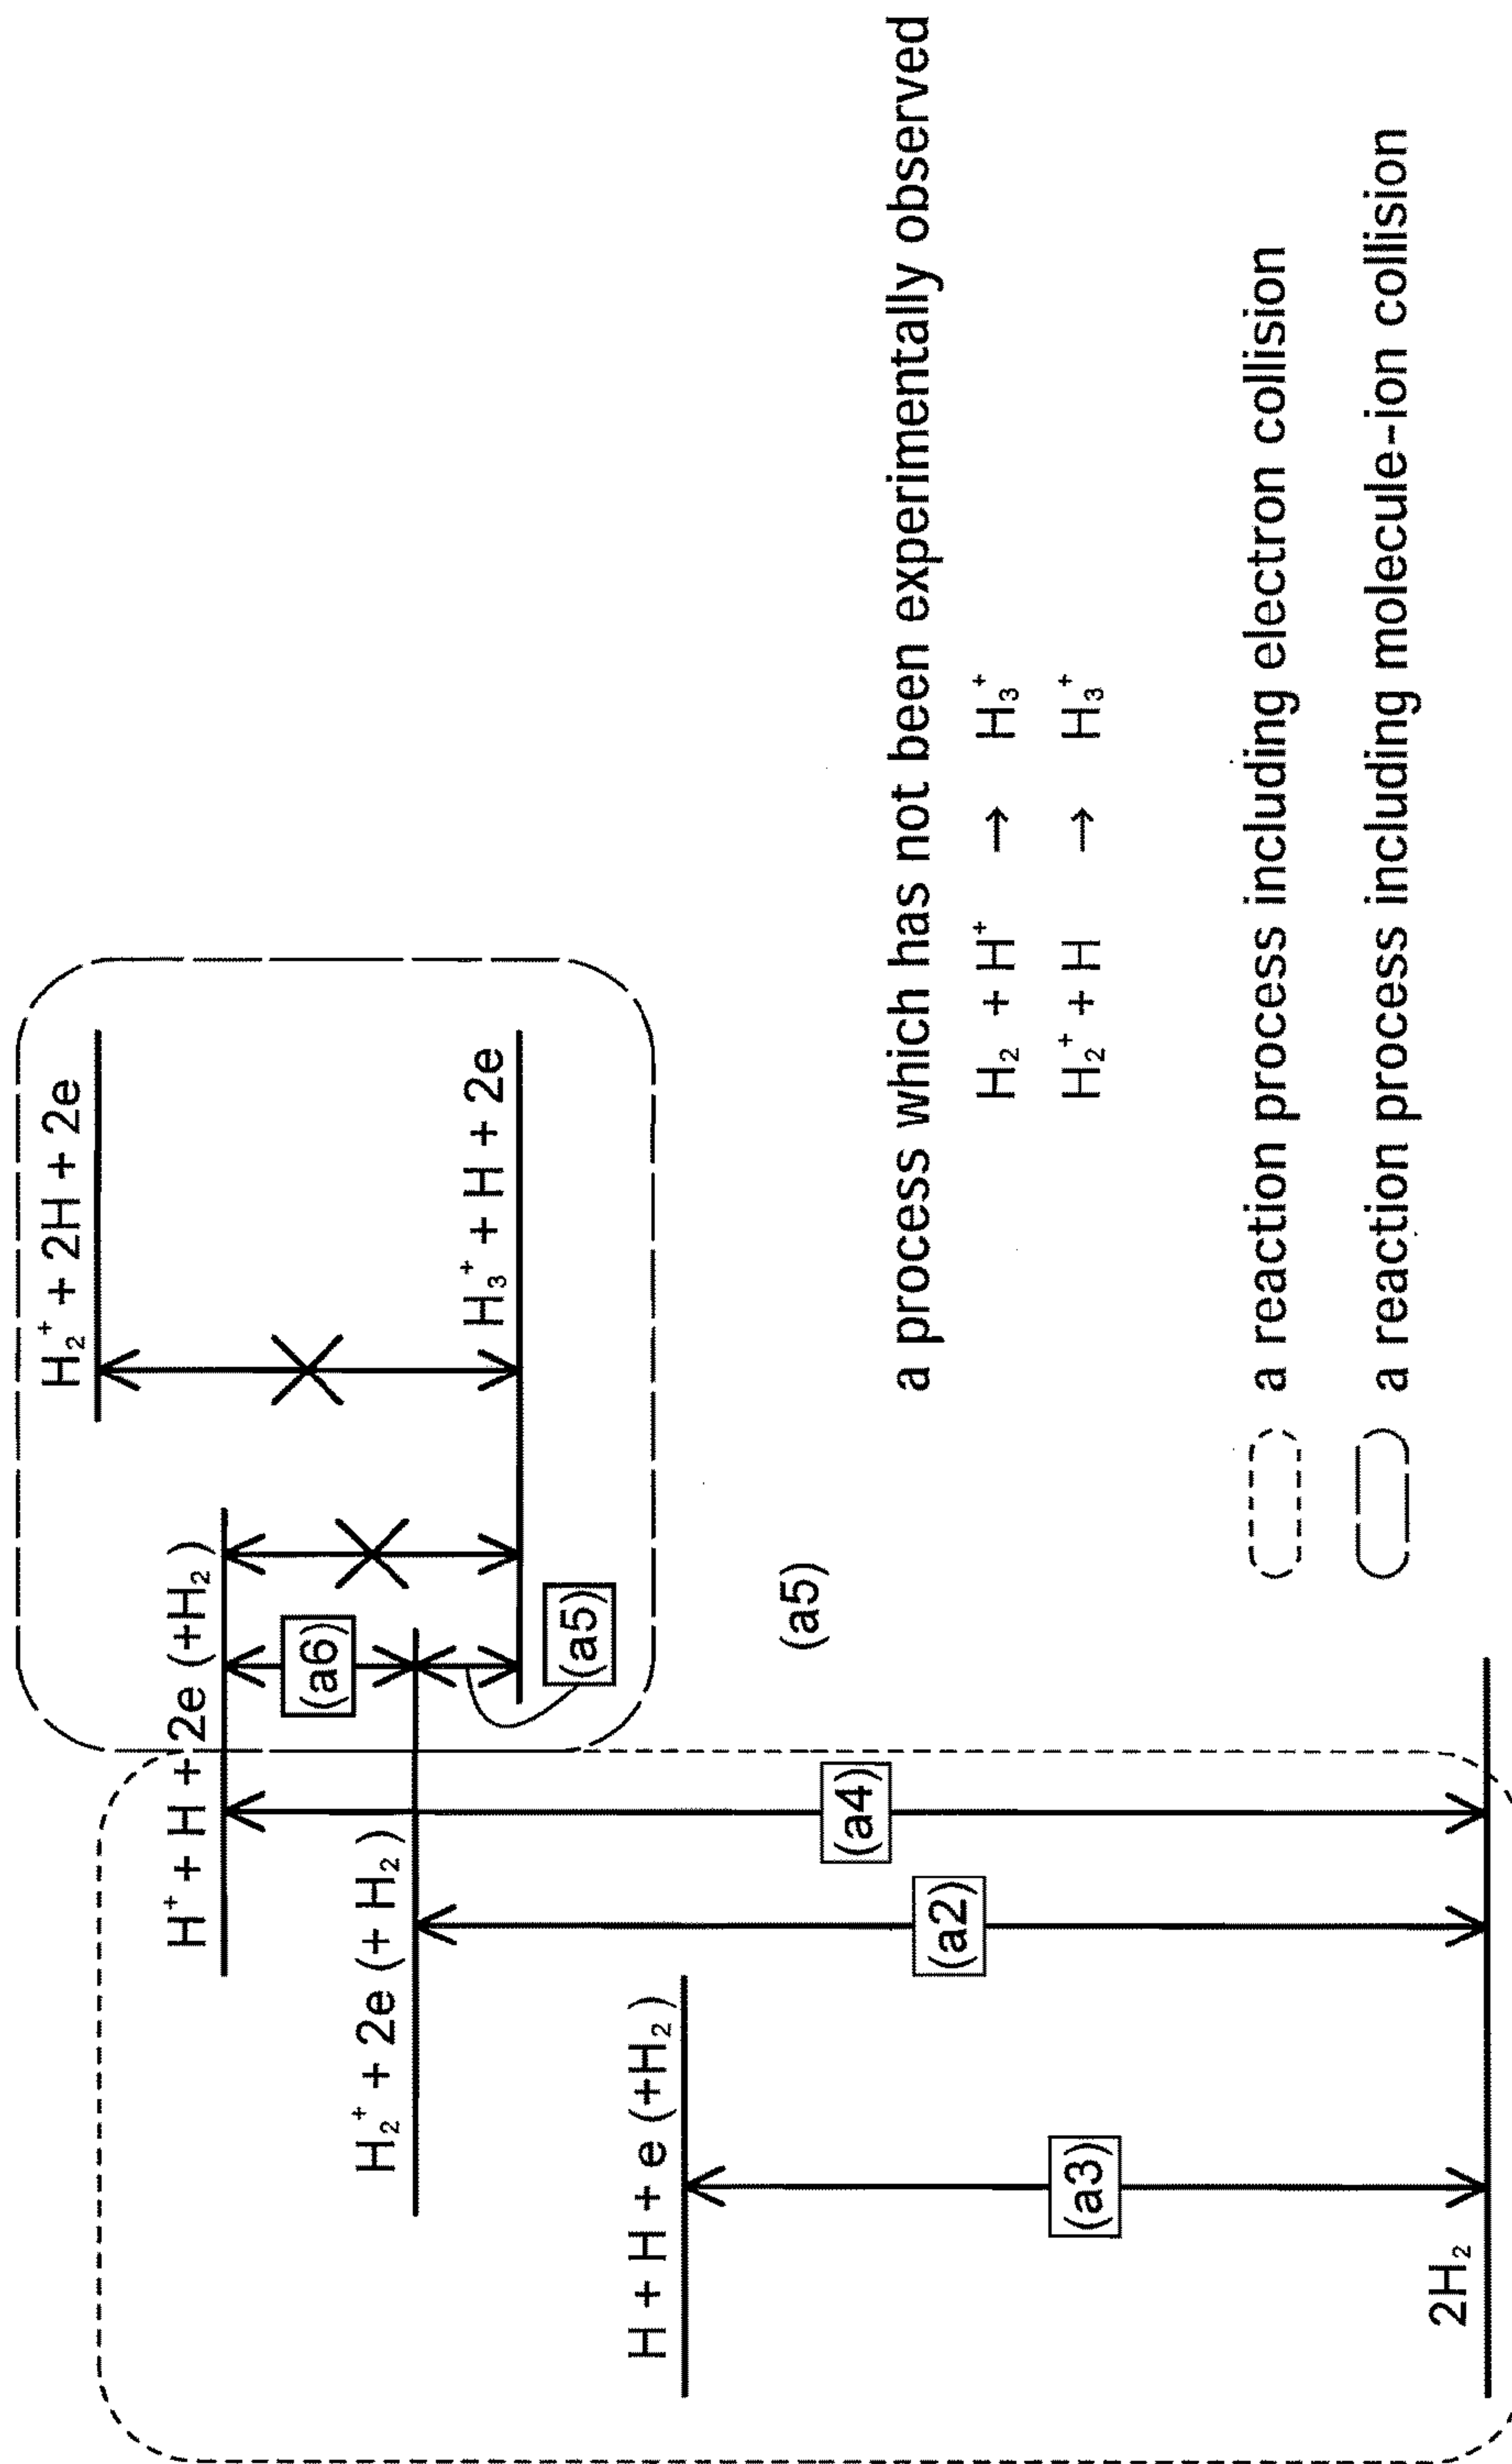 H₂⁺ + 2H + 2e
H⁺ + H + 2e (+H₂)
(a6)
H₂⁺ + 2e (+ H₂)
H₃⁺ + H + 2e
(a5)
H + H + e (+H₂)
(a5)
(a4)
(a2)
(a3)
2H₂
a process which has not been experimentally observed
H₂ + H⁺ → H₃⁺
H₂⁺ + H → H₃⁺
a reaction process including electron collision
a reaction process including molecule-ion collision